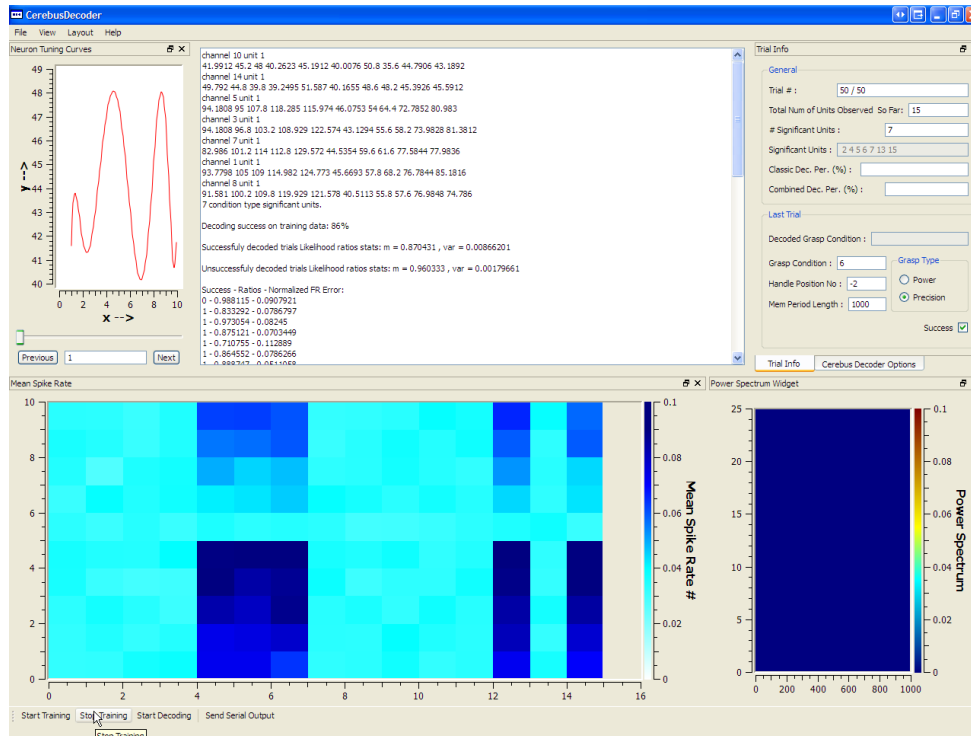 CerebusDecoder
File View Layout Help
Neuron Tuning Curves
49
48
47
46
45
44
43
42
41
40
y -->
0 2 4 6 8 10
x -->
Previous 1 Next
channel 10 unit 1
41.9912 45.2 48 40.2623 45.1912 40.0076 50.8 35.6 44.7906 43.1892
channel 14 unit 1
49.792 44.8 39.8 39.2495 51.587 40.1655 48.6 48.2 45.3926 45.5912
channel 5 unit 1
94.1808 95 107.8 118.285 115.974 46.0753 54 64.4 72.7852 80.983
channel 3 unit 1
94.1808 96.8 103.2 108.929 122.574 43.1294 55.6 58.2 73.9828 81.3812
channel 7 unit 1
82.986 101.2 114 112.8 129.572 44.5354 59.6 61.6 77.5844 77.9836
channel 1 unit 1
93.7798 105 109 114.982 124.773 45.6693 57.8 68.2 76.7844 85.1816
channel 8 unit 1
91.581 100.2 109.8 119.929 121.578 40.5113 55.8 57.6 76.9848 74.786
7 condition type significant units.
Decoding success on training data: 86%
Successfuly decoded trials Likelihood ratios stats: m = 0.870431 , var = 0.00866201
Unsuccessfuly decoded trials Likelihood ratios stats: m = 0.960333 , var = 0.00179661
Success - Ratios - Normalized FR Error:
0 - 0.988115 - 0.0907921
1 - 0.833292 - 0.0786797
1 - 0.973054 - 0.08245
1 - 0.875121 - 0.0703449
1 - 0.710755 - 0.112889
1 - 0.864552 - 0.0786266
Trial Info
General
Trial # : 50 / 50
Total Num of Units Observed So Far: 15
# Significant Units : 7
Significant Units : 2 4 5 6 7 13 15
Classic Dec. Per. (%) :
Combined Dec. Per. (%) :
Last Trial
Decoded Grasp Condition :
Grasp Condition : 6
Handle Position No : -2
Mem Period Length : 1000
Grasp Type
Power
Precision
Success
Trial Info Cerebus Decoder Options
Mean Spike Rate
10
8
6
4
2
0
0 2 4 6 8 10 12 14 16
0.1
0.08
0.06
0.04
0.02
0
Mean Spike Rate #
Power Spectrum Widget
25
20
15
10
5
0
0 200 400 600 800 1000
0.1
0.08
0.06
0.04
0.02
0
Power Spectrum
Start Training Stop Training Start Decoding Send Serial Output
Stop Training